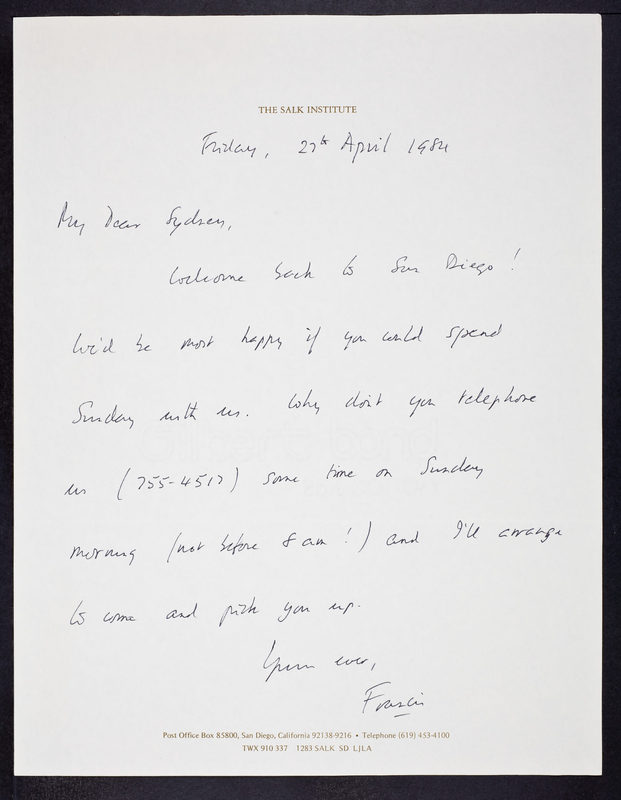 THE SALK INSTITUTE
Friday, 27th April 1984
My Dear Sydney,
Welcome back to San Diego!
We'd be most happy if you could spend
Sunday with us. Why don't you telephone
us (755-4517) some time on Sunday
morning (not before 8 am!) and I'll arrange
to come and pick you up.
Yours ever,
Francis
Post Office Box 85800, San Diego, California 92138-9216 • Telephone (619) 453-4100
TWX 910 337 1283 SALK SD LJLA